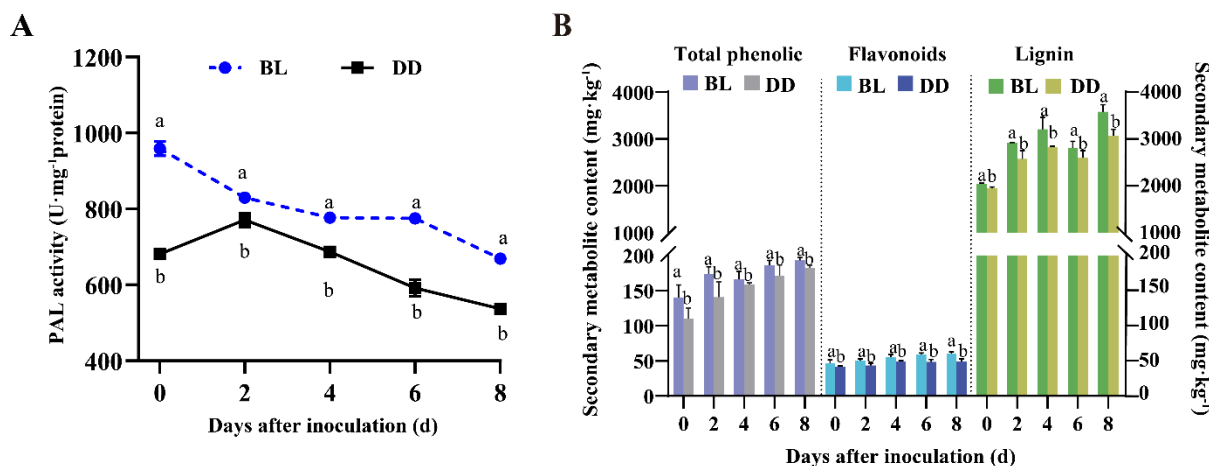 A
BL
DD
PAL activity (U·mg⁻¹protein)
1200
1000
800
600
400
a
a
a
a
a
b
b
b
b
b
0 2 4 6 8
Days after inoculation (d)
B
Total phenolic
BL DD
Flavonoids
BL DD
Lignin
BL DD
Secondary metabolite content (mg·kg⁻¹)
4000
3000
2000
1000
200
150
100
50
0
a b a b a b a b a b
a b a b a b a b a b
a b a b a b a b a b
4000
3000
2000
1000
200
150
100
50
0
Secondary metabolite content (mg·kg⁻¹)
0 2 4 6 8 0 2 4 6 8 0 2 4 6 8
Days after inoculation (d)